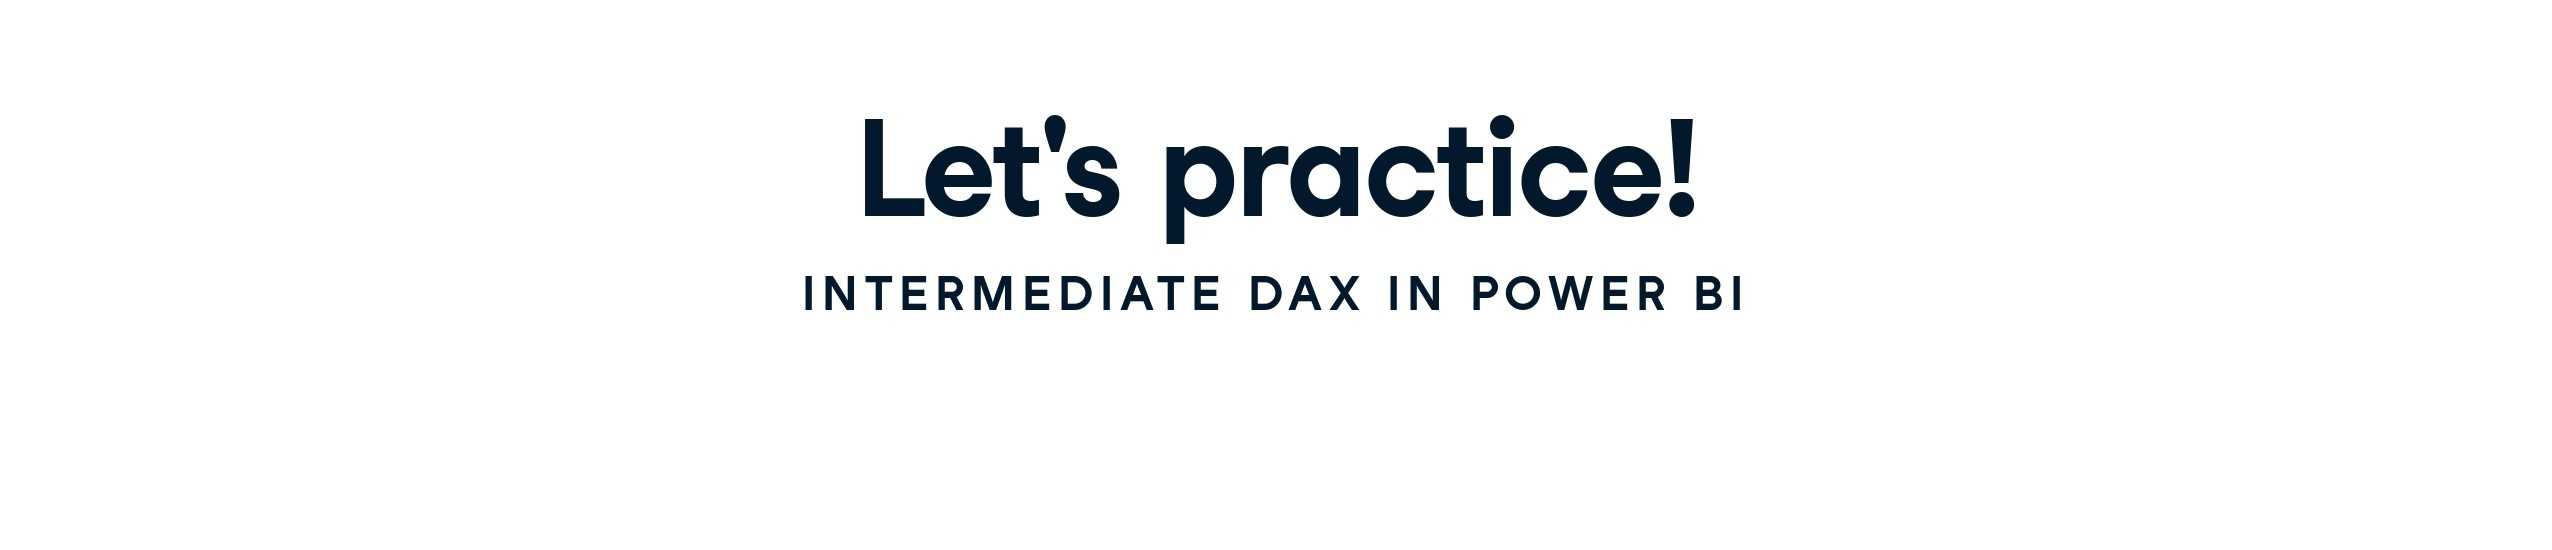 Let's practice!
INTERMEDIATE DAX IN POWER BI